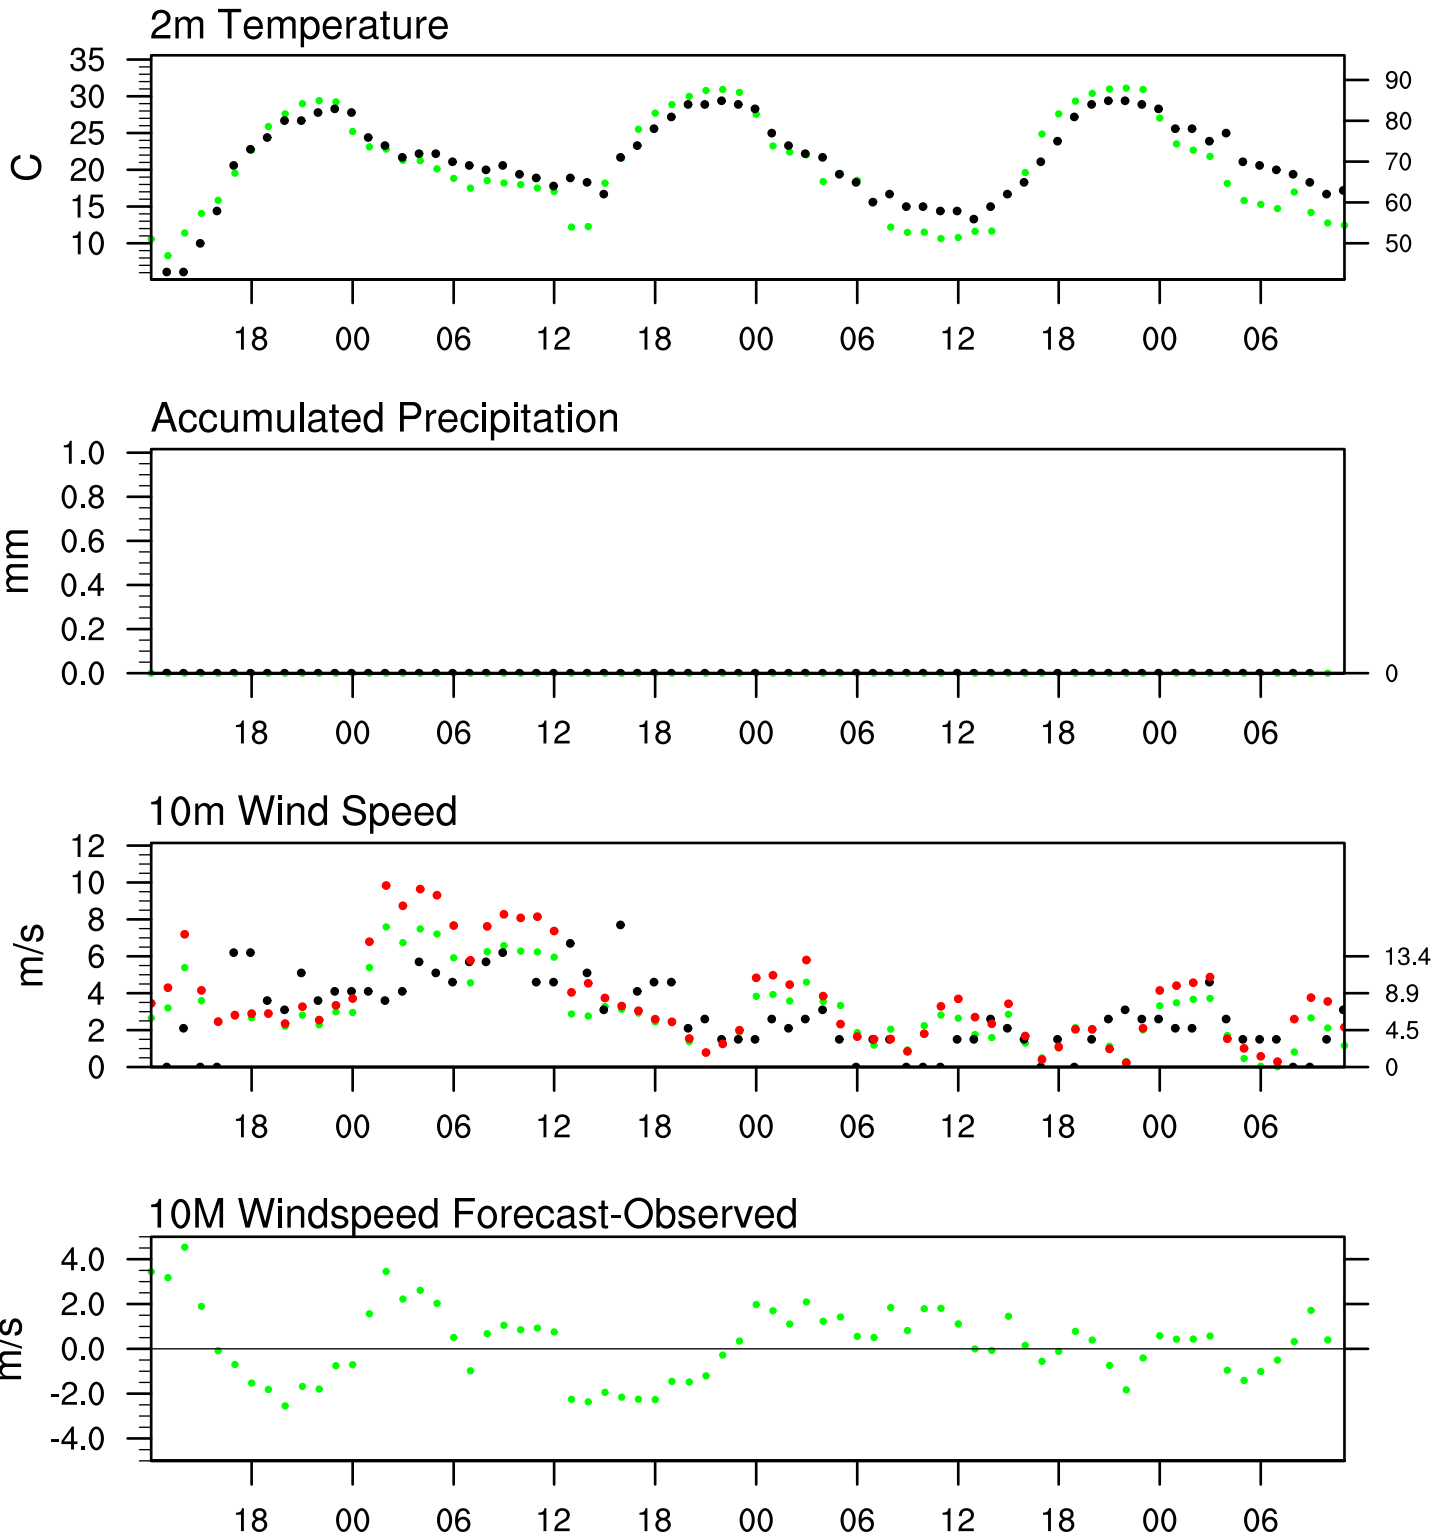 2m Temperature
35
30 90
25 80
C 20 70
15 60
10 50
18 00 06 12 18 00 06 12 18 00 06
Accumulated Precipitation
1.0
0.8
0.6
mm
0.4
0.2
0.0 0
18 00 06 12 18 00 06 12 18 00 06
10m Wind Speed
12
10
8
m/s 6 13.4
4 8.9
2 4.5
0 0
18 00 06 12 18 00 06 12 18 00 06
10M Windspeed Forecast-Observed
4.0
2.0
m/s 0.0
-2.0
-4.0
18 00 06 12 18 00 06 12 18 00 06